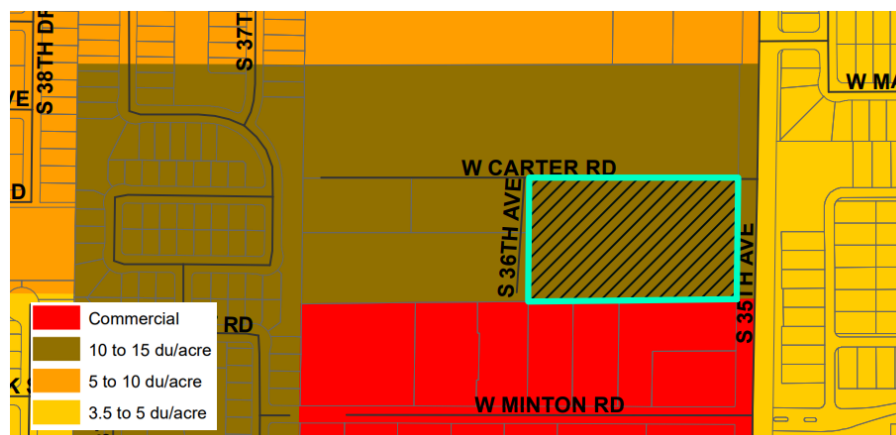 S 38TH DR
S 37T
W MA
VE
W CARTER RD
D
S 36TH AVE
S 35TH AVE
Commercial
RD
10 to 15 du/acre
5 to 10 du/acre
K S
3.5 to 5 du/acre
W MINTON RD